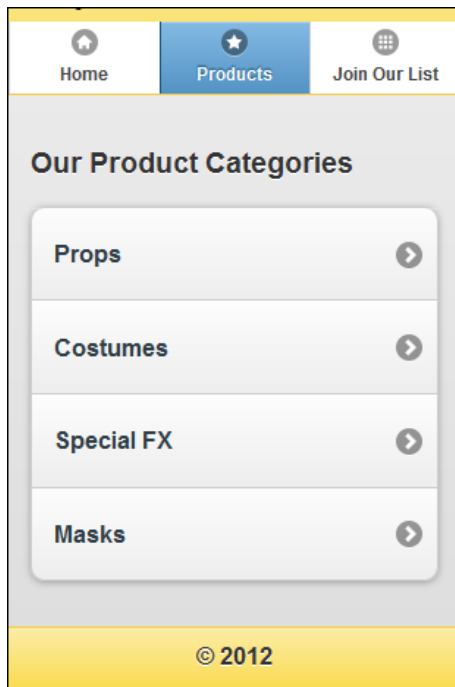 Home Products Join Our List
Our Product Categories
Props
Costumes
Special FX
Masks
© 2012